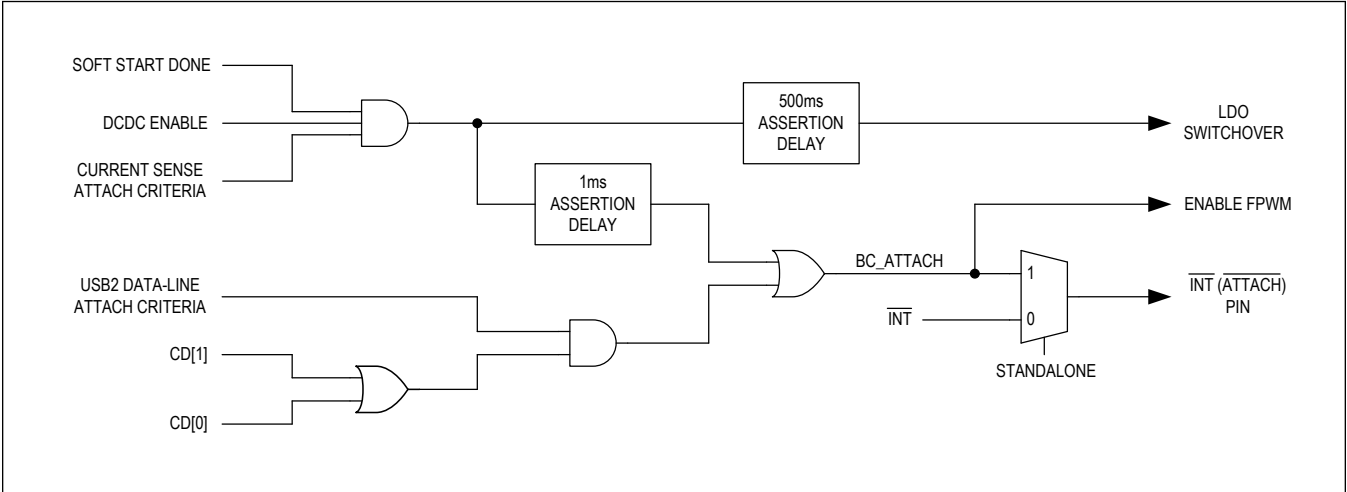 SOFT START DONE
DCDC ENABLE
CURRENT SENSE
ATTACH CRITERIA
500ms
ASSERTION
DELAY
LDO
SWITCHOVER
1ms
ASSERTION
DELAY
ENABLE FPWM
USB2 DATA-LINE
ATTACH CRITERIA
BC_ATTACH
1
INT (ATTACH)
PIN
INT
0
CD[1]
STANDALONE
CD[0]